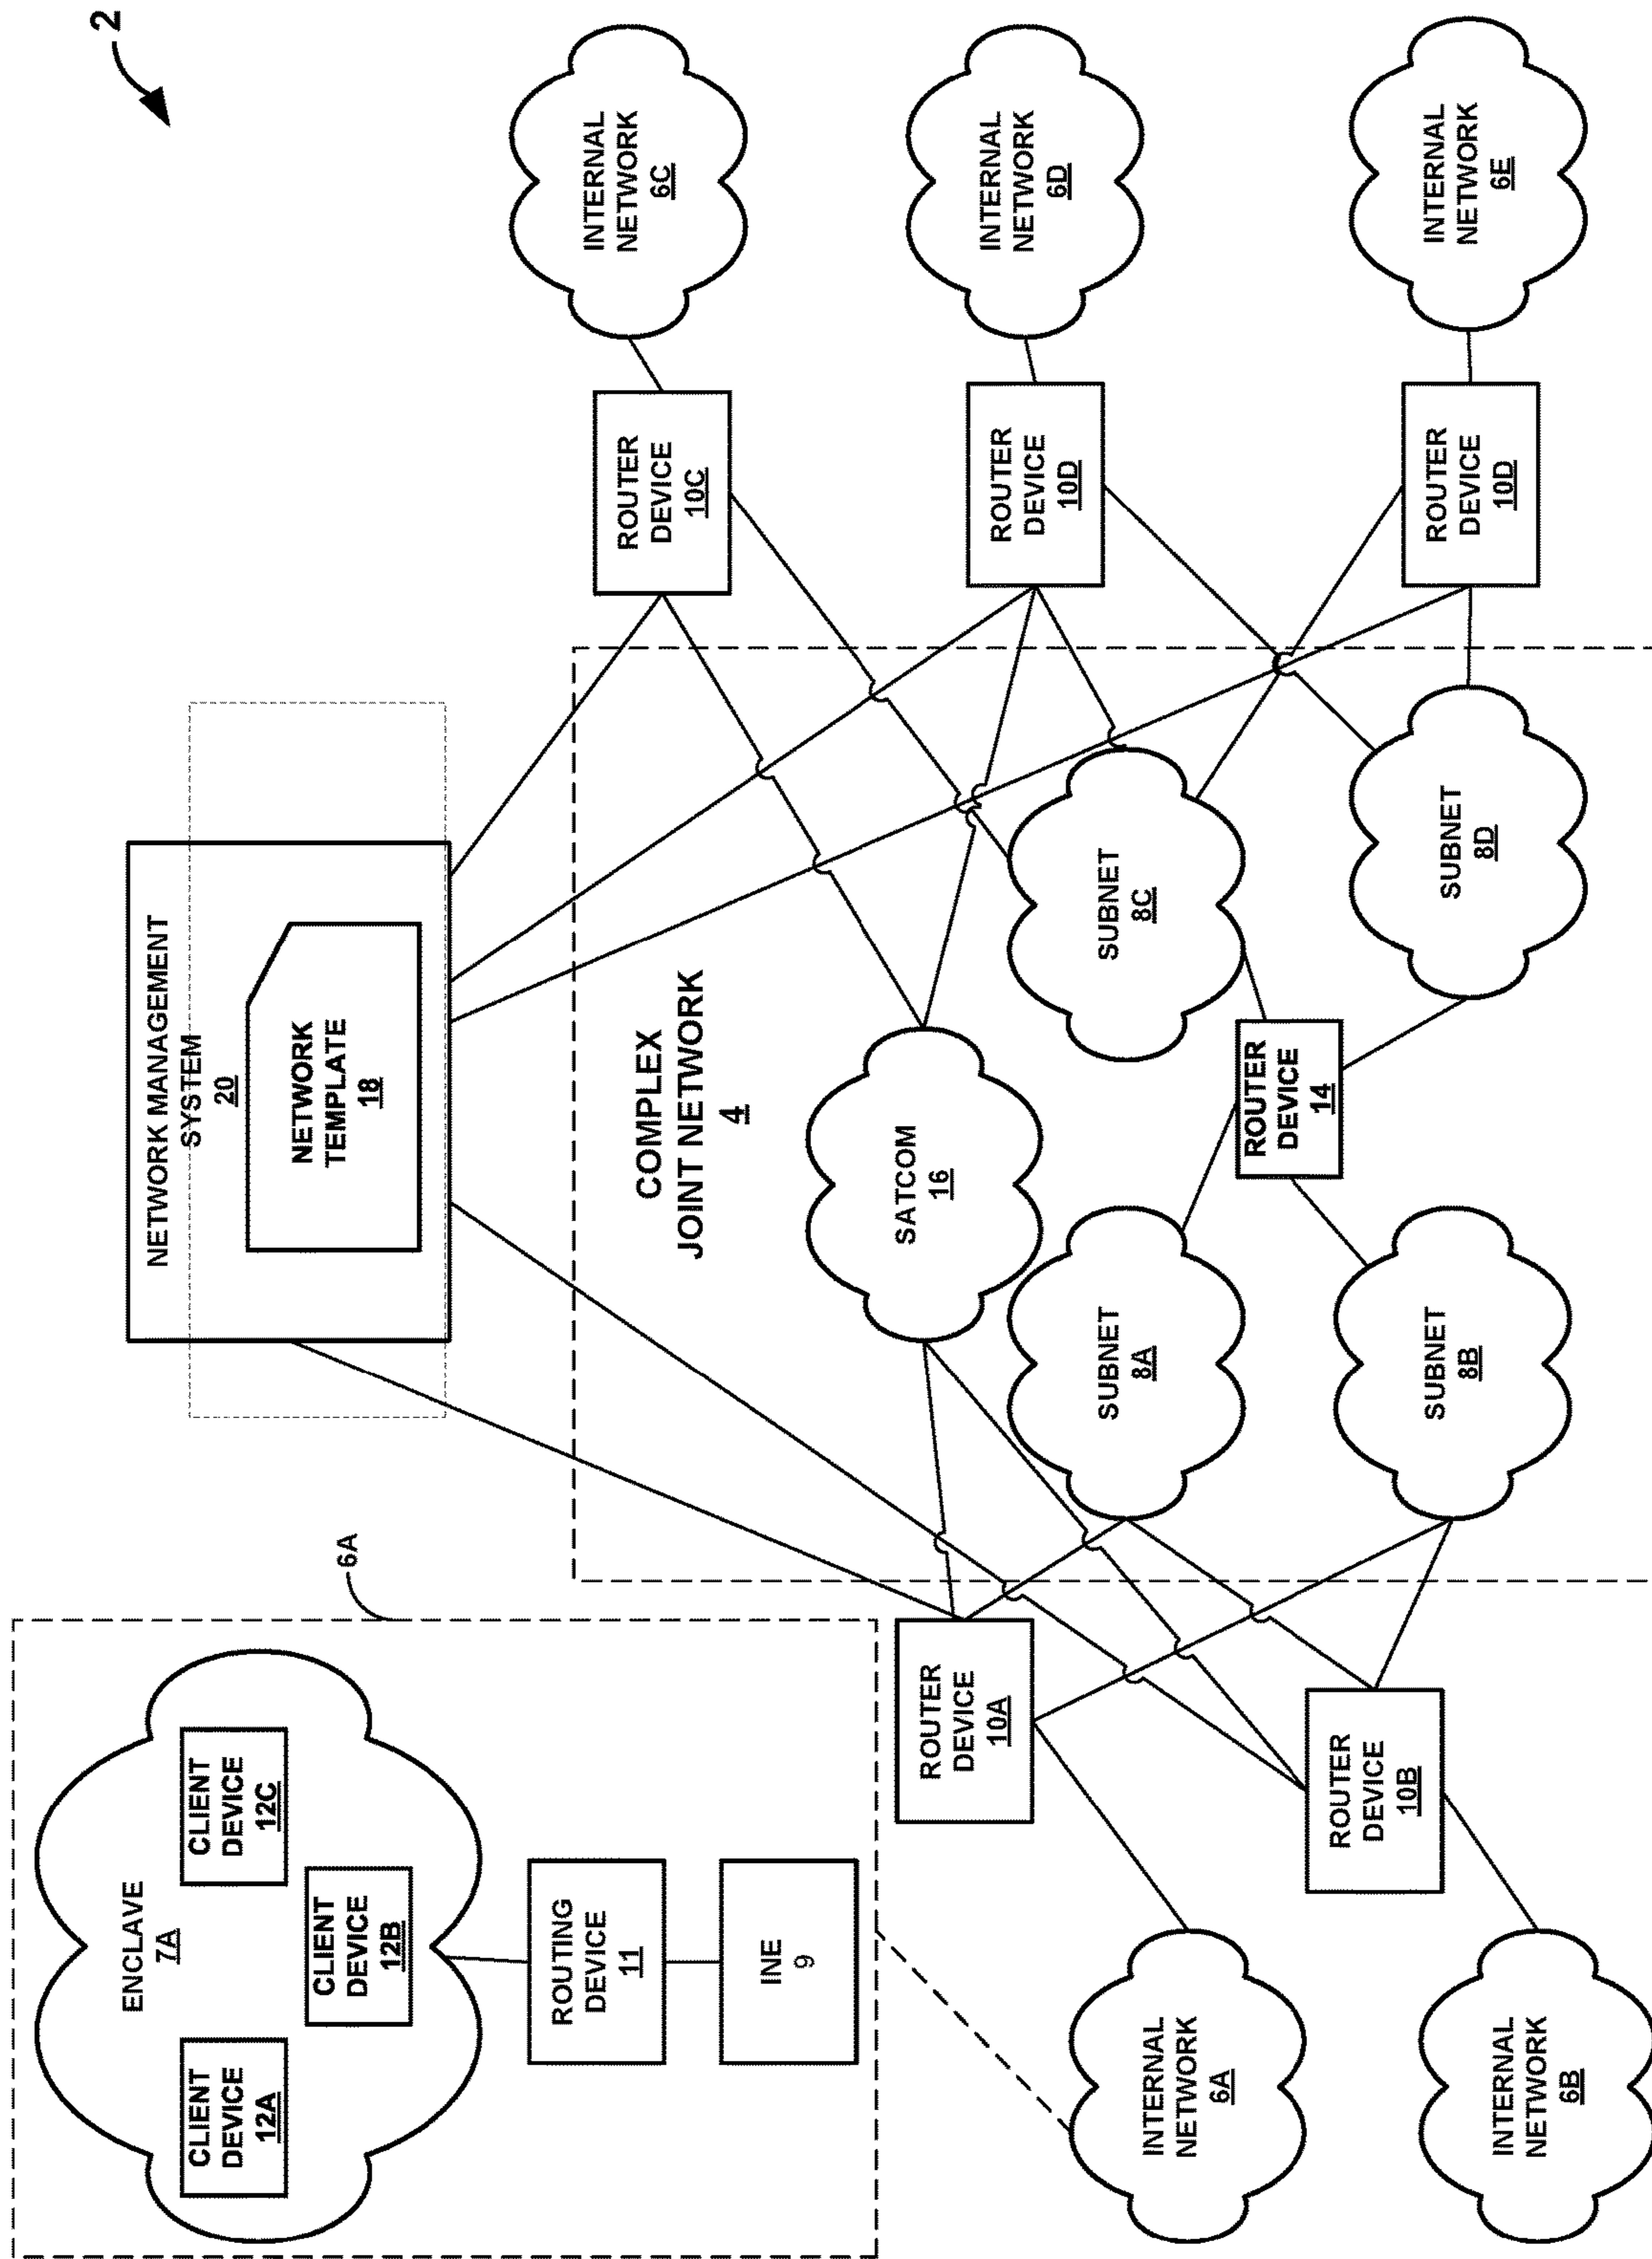 2
6A
ENCLAVE
7A
CLIENT
DEVICE
12A
CLIENT
DEVICE
12B
CLIENT
DEVICE
12C
ROUTING
DEVICE
11
INE
9
NETWORK MANAGEMENT
SYSTEM
20
NETWORK
TEMPLATE
18
COMPLEX
JOINT NETWORK
4
INTERNAL
NETWORK
6A
INTERNAL
NETWORK
6B
ROUTER
DEVICE
10A
ROUTER
DEVICE
10B
SATCOM
16
SUBNET
8A
SUBNET
8B
ROUTER
DEVICE
14
SUBNET
8C
SUBNET
8D
ROUTER
DEVICE
10C
ROUTER
DEVICE
10D
ROUTER
DEVICE
10D
INTERNAL
NETWORK
6C
INTERNAL
NETWORK
6D
INTERNAL
NETWORK
6E